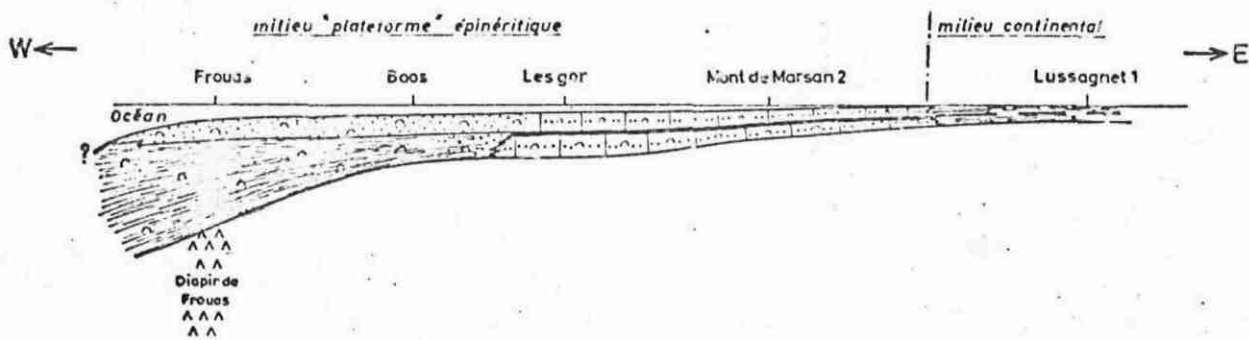 milieu "plateforme" épinéritique
milieu continental
W
E
Frouas
Boos
Lesgor
Mont de Marsan 2
Lussagnet 1
Océan
?
Diapir de
Frouas